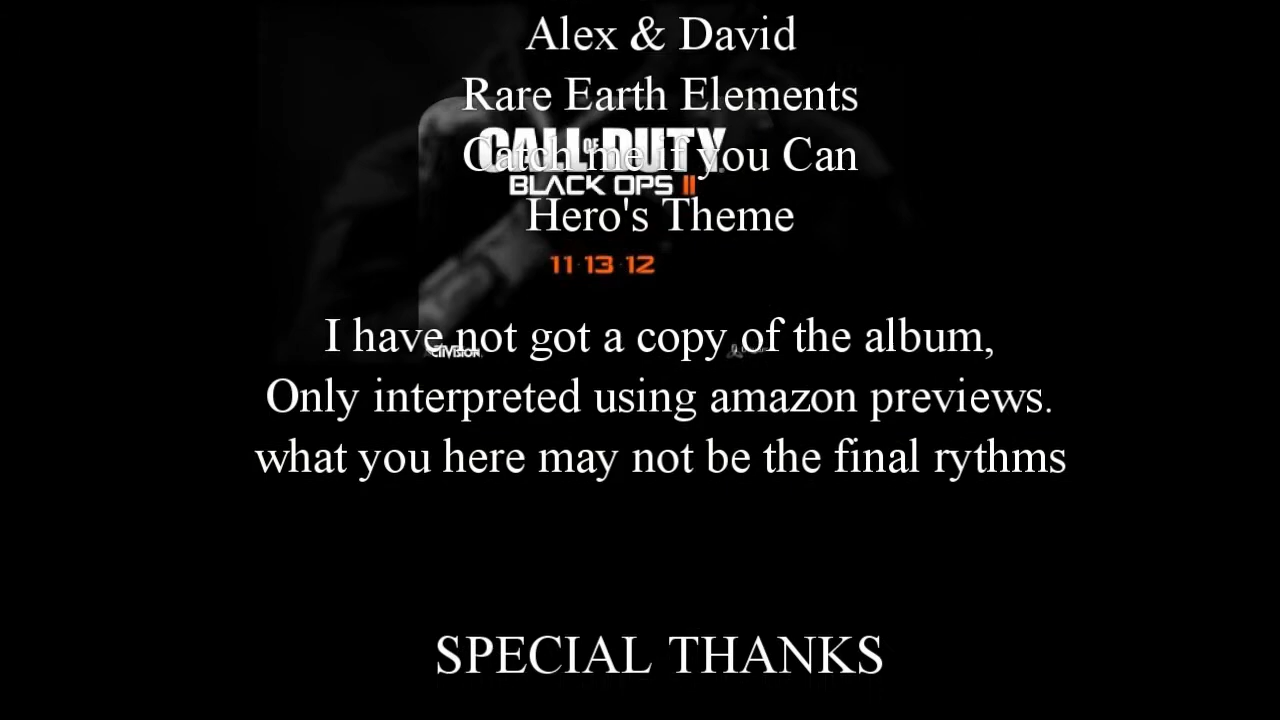 Alex & David
Rare Earth Elements
CALL OF DUTY
Catch me if you Can
BLACK OPS II
Hero's Theme
11·13·12
I have not got a copy of the album,
ACTIVISION
Only interpreted using amazon previews.
what you here may not be the final rythms
SPECIAL THANKS